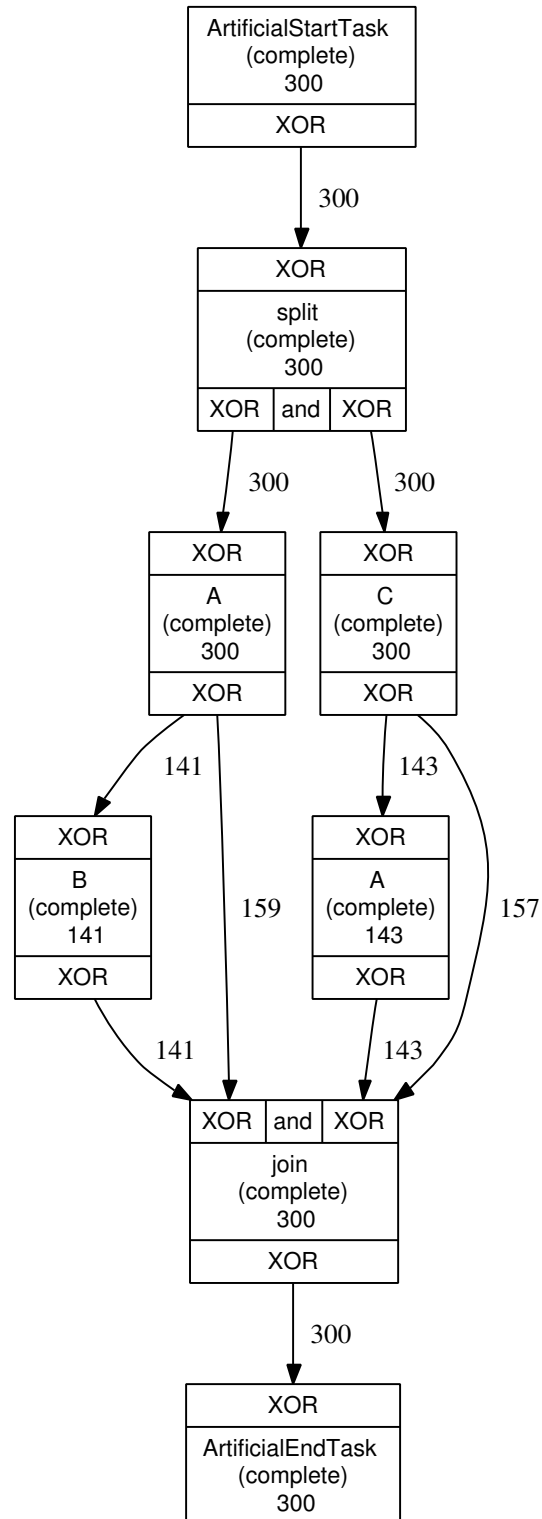 ArtificialStartTask
(complete)
300
XOR
300
XOR
split
(complete)
300
XOR and XOR
300 300
XOR
A
(complete)
300
XOR
XOR
C
(complete)
300
XOR
141
159
143
157
XOR
B
(complete)
141
XOR
XOR
A
(complete)
143
XOR
141
143
XOR and XOR
join
(complete)
300
XOR
300
XOR
ArtificialEndTask
(complete)
300